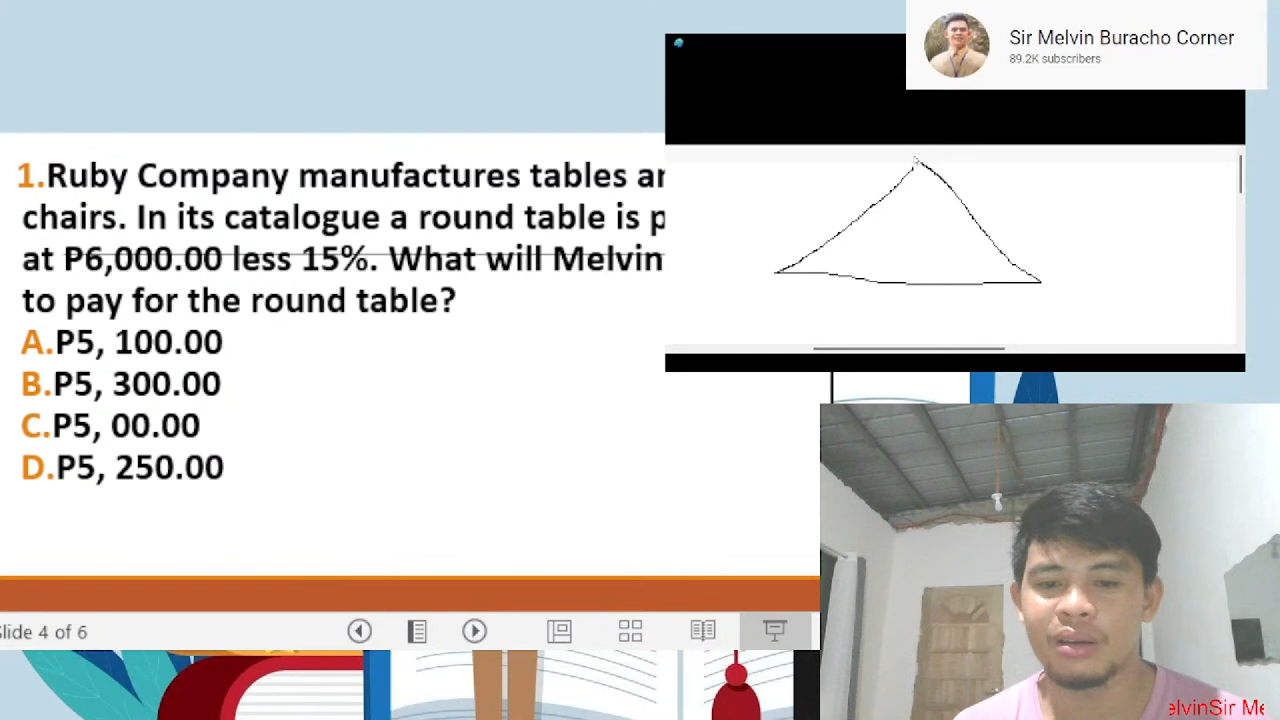 Sir Melvin Buracho Corner
89.2K subscribers
1.Ruby Company manufactures tables
chairs. In its catalogue a round table is
at P6,000.00 less 15%. What will Melvin
to pay for the round table?
A.P5, 100.00
B.P5, 300.00
C.P5, 00.00
D.P5, 250.00
Slide 4 of 6
elvinSir Me